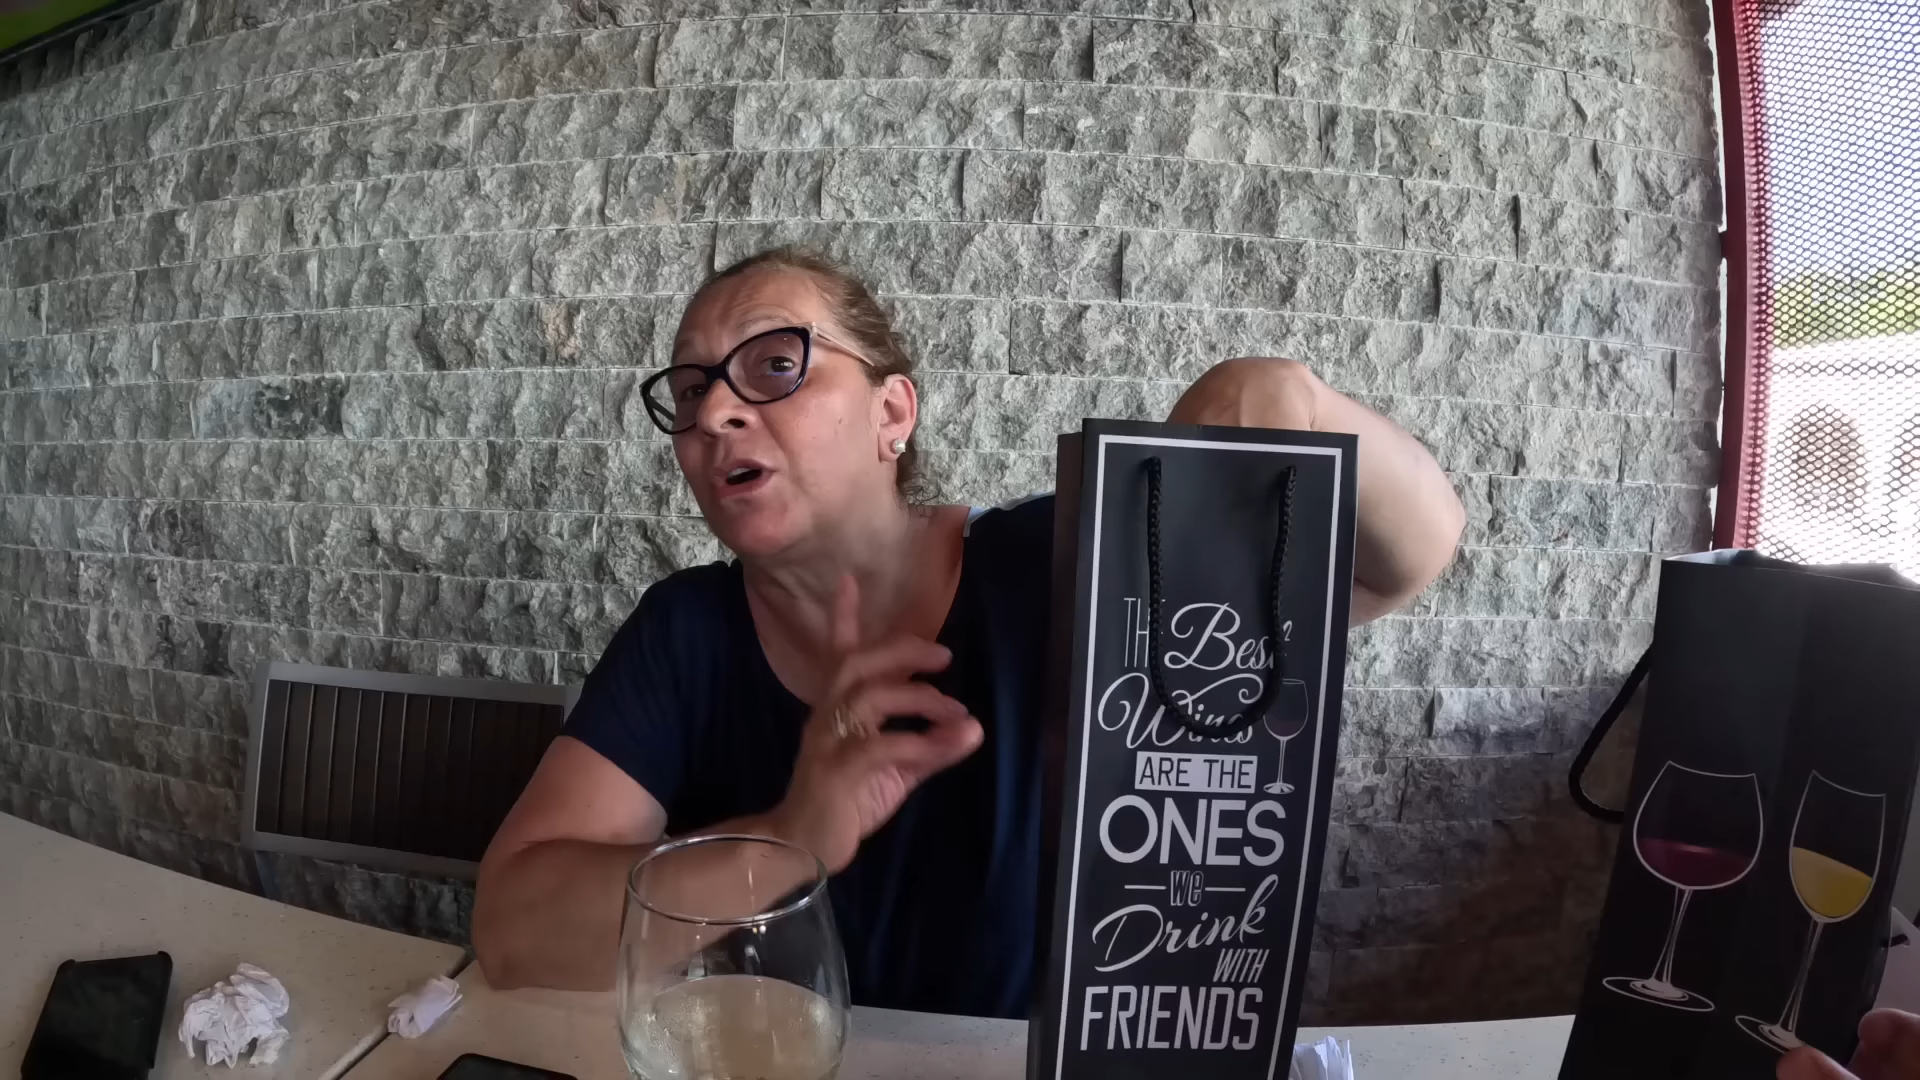 THE Best
Wines
ARE THE
ONES
we
Drink
WITH
FRIENDS